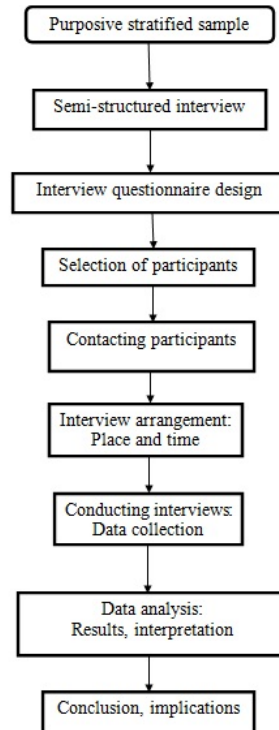 Purposive stratified sample
Semi-structured interview
Interview questionnaire design
Selection of participants
Contacting participants
Interview arrangement:
Place and time
Conducting interviews:
Data collection
Data analysis:
Results, interpretation
Conclusion, implications